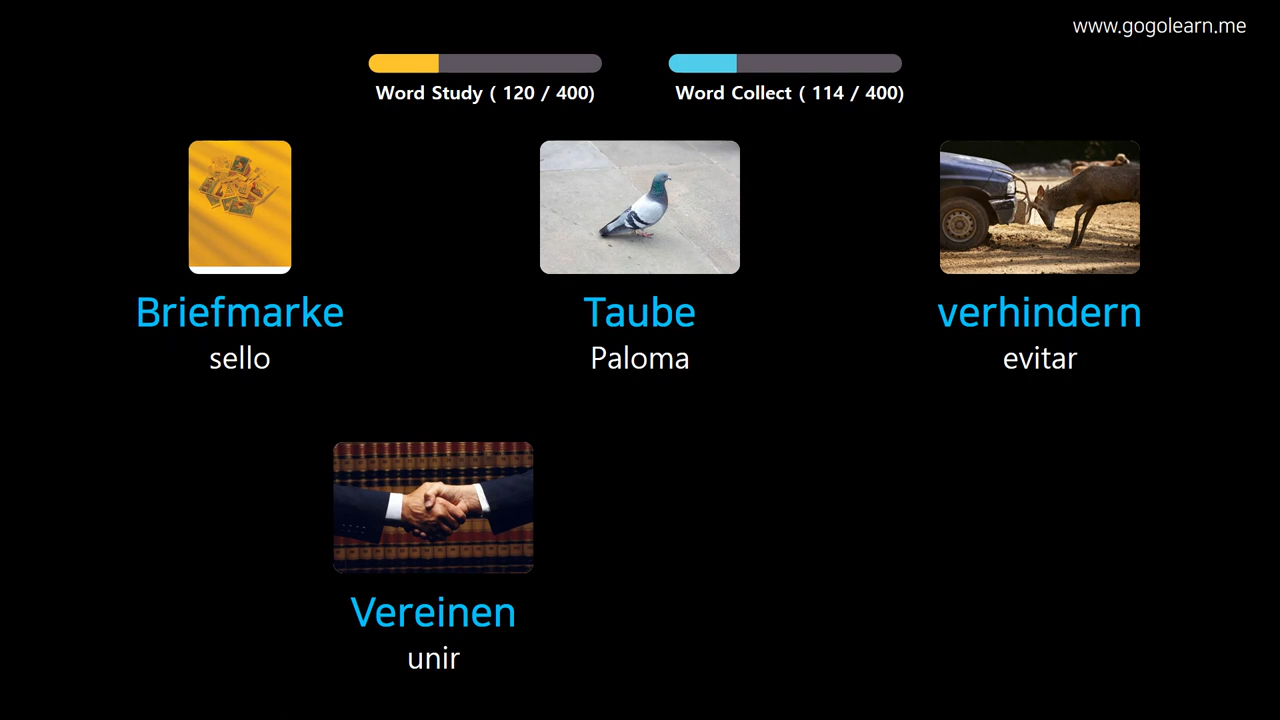 www.gogolearn.me
Word Study ( 120 / 400)
Word Collect ( 114 / 400)
Briefmarke
sello
Taube
Paloma
verhindern
evitar
Vereinen
unir